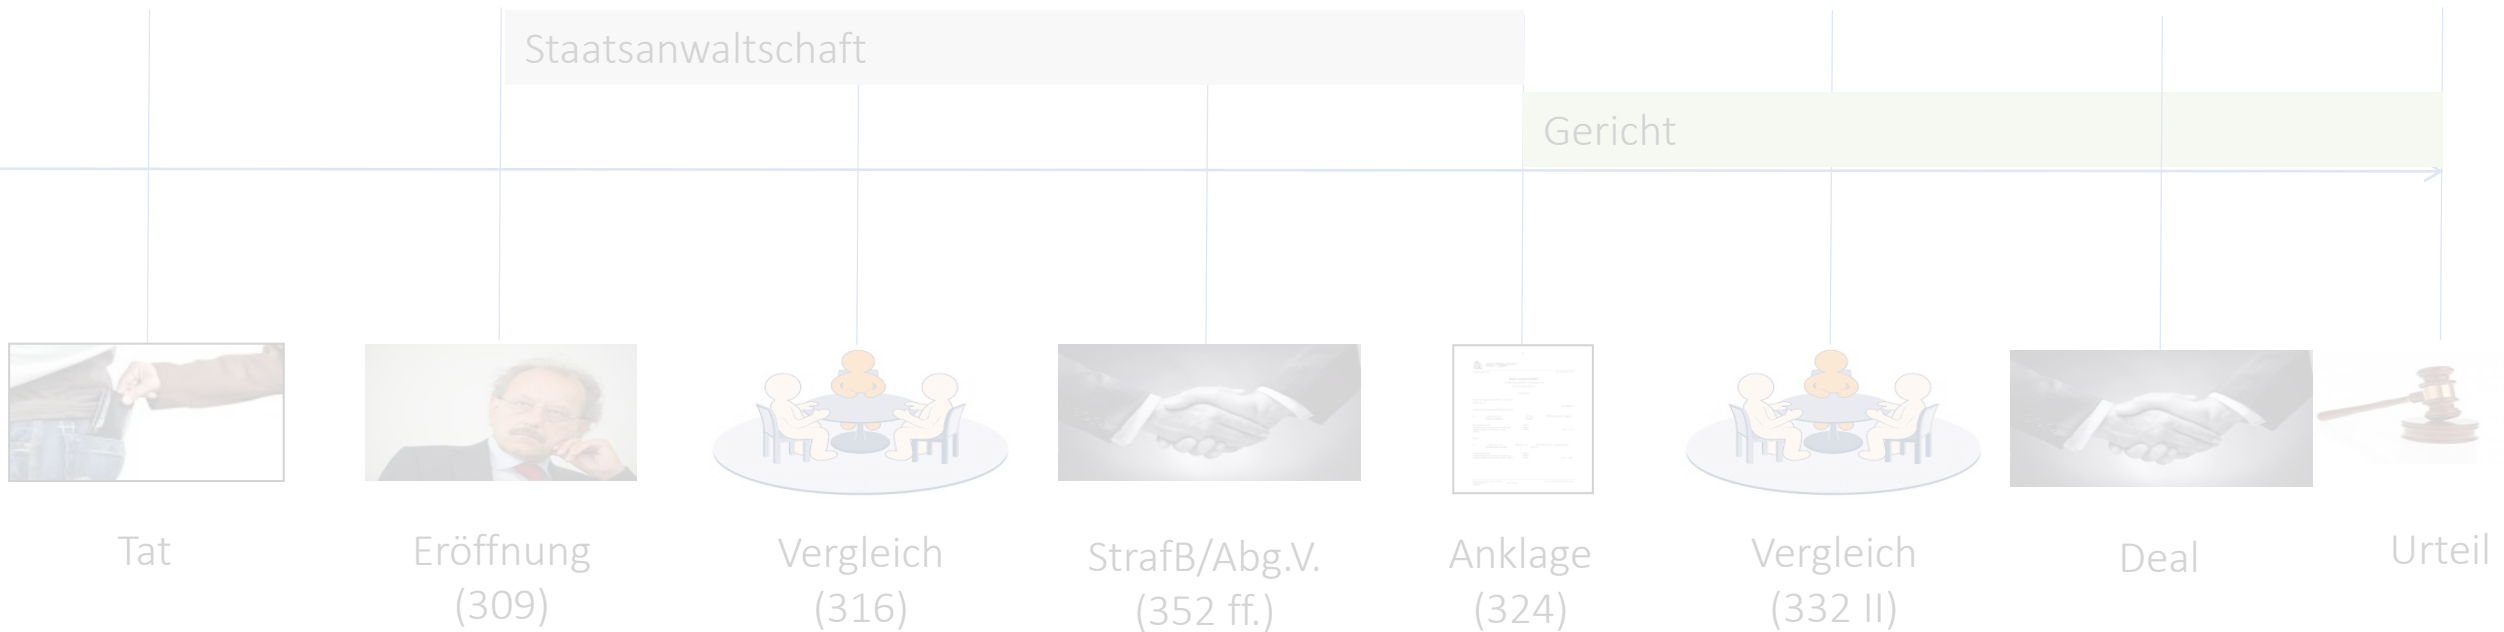 Staatsanwaltschaft
Gericht
Tat
Eröffnung
(309)
Vergleich
(316)
StrafB/Abg.V.
(352 ff.)
Anklage
(324)
Vergleich
(332 II)
Deal
Urteil